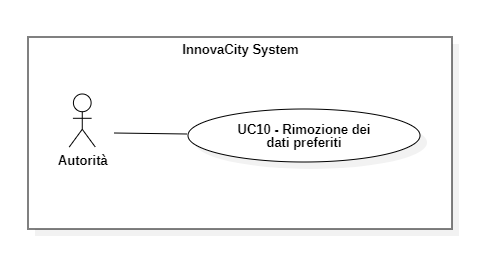 InnovaCity System
UC10 - Rimozione dei
dati preferiti
Autorità